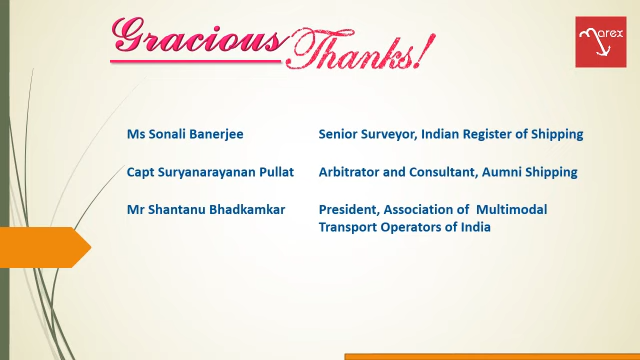 Gracious Thanks!
marex
Ms Sonali Banerjee Senior Surveyor, Indian Register of Shipping
Capt Suryanarayanan Pullat Arbitrator and Consultant, Aumni Shipping
Mr Shantanu Bhadkamkar President, Association of Multimodal
Transport Operators of India